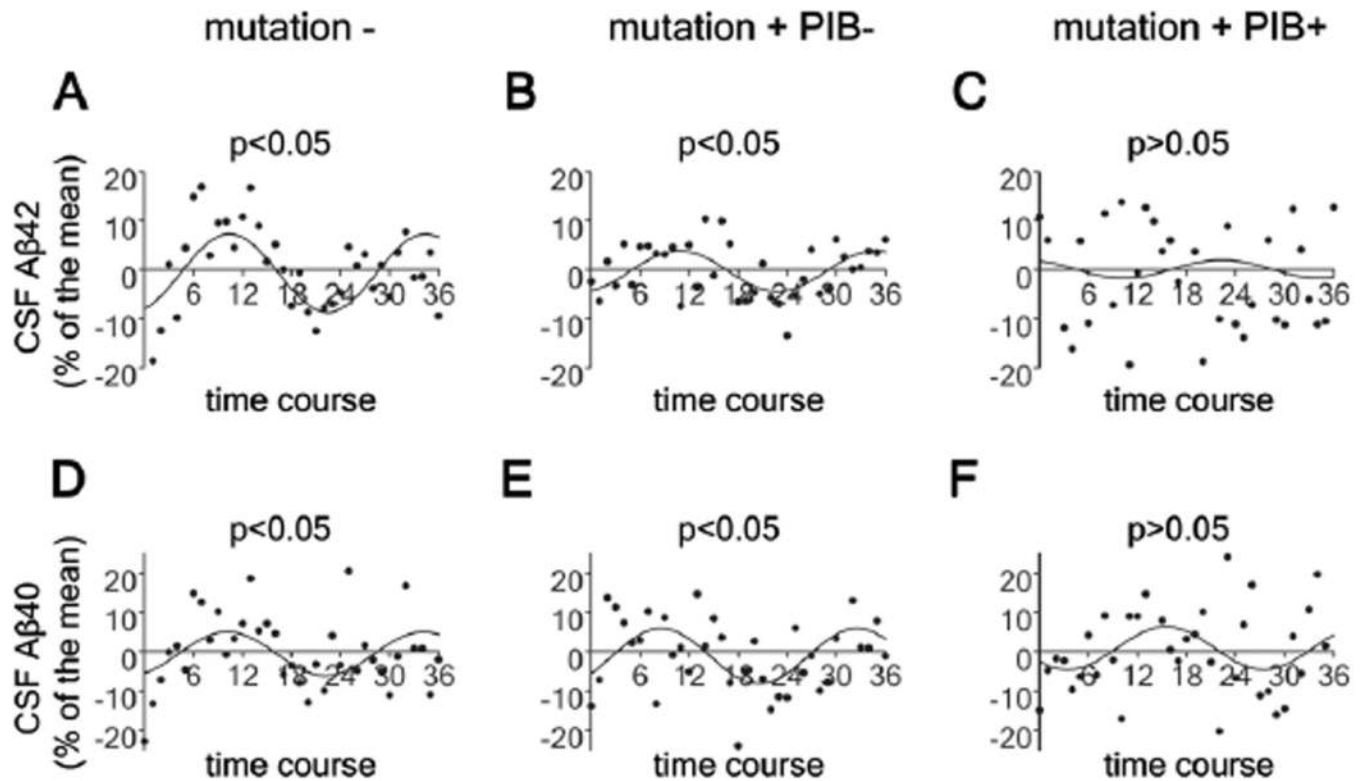 mutation - mutation + PIB- mutation + PIB+
A B C
p<0.05 p<0.05 p>0.05
CSF Aβ42
(% of the mean)
20 20 20
10 10 10
0 0 0
6 12 18 24 30 36 6 12 18 24 30 36 6 12 18 24 30 36
-10 -10 -10
-20 -20 -20
time course time course time course
D E F
p<0.05 p<0.05 p>0.05
CSF Aβ40
(% of the mean)
20 20 20
10 10 10
0 0 0
6 12 18 24 30 36 6 12 18 24 30 36 6 12 18 24 30 36
-10 -10 -10
-20 -20 -20
time course time course time course